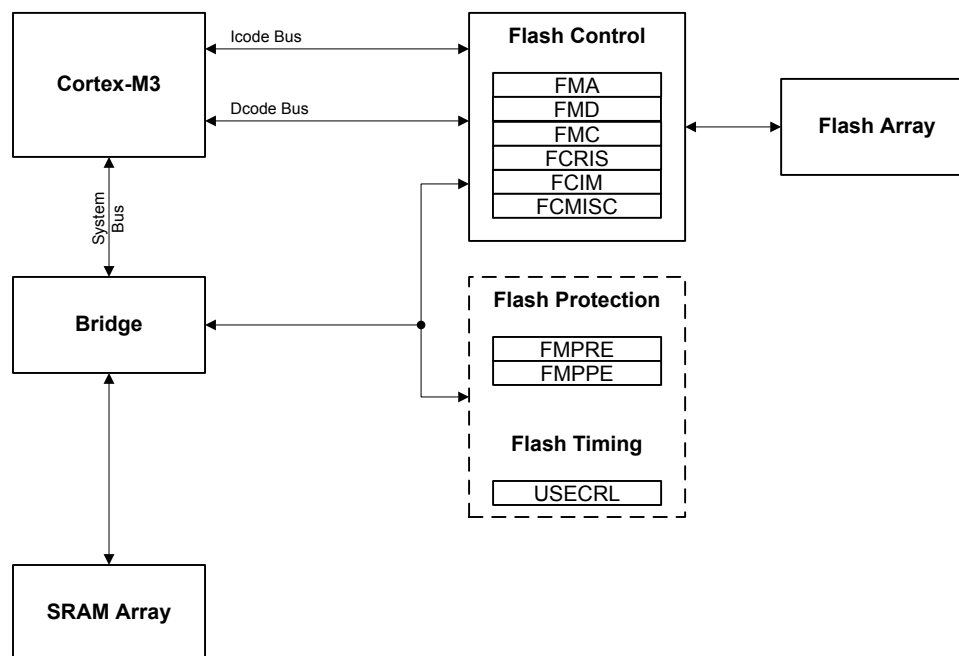 Cortex-M3
Icode Bus
Dcode Bus
System
Bus
Flash Control
FMA
FMD
FMC
FCRIS
FCIM
FCMISC
Flash Array
Bridge
Flash Protection
FMPRE
FMPPE
Flash Timing
USECRL
SRAM Array